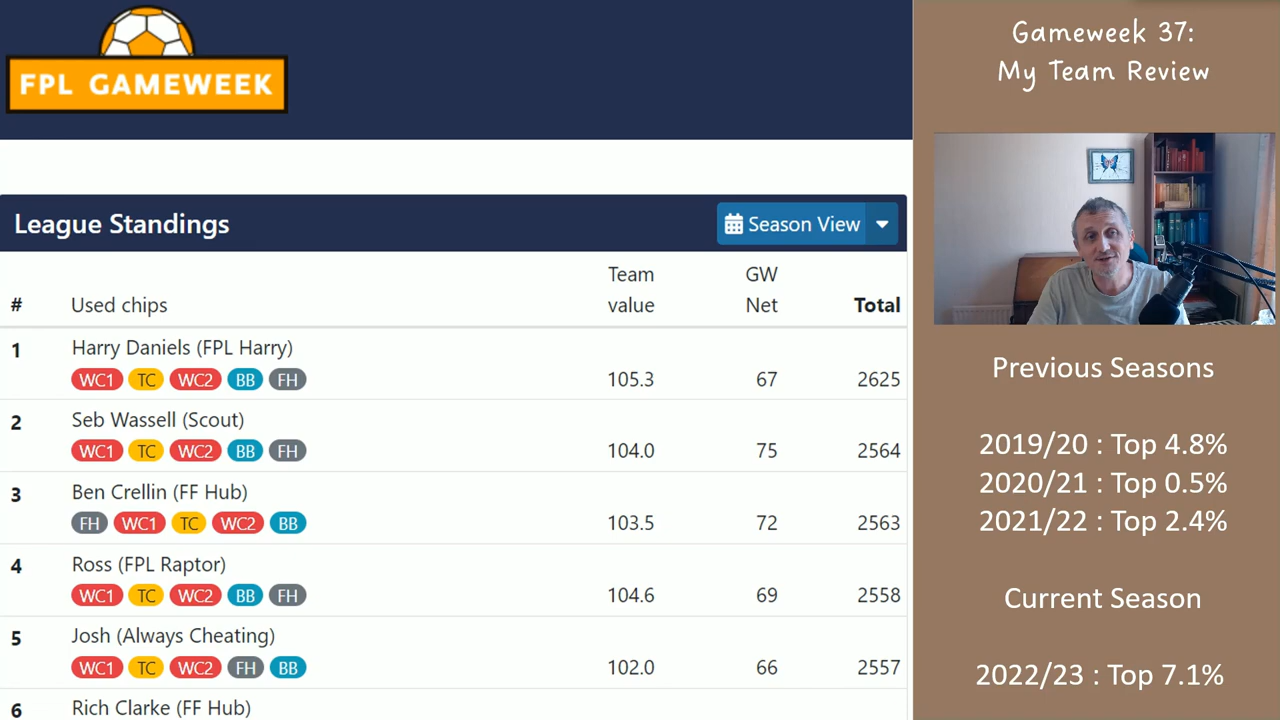 FPL GAMEWEEK
League Standings
Season View
# Used chips Team value GW Net Total
1 Harry Daniels (FPL Harry)
WC1 TC WC2 BB FH 105.3 67 2625
2 Seb Wassell (Scout)
WC1 TC WC2 BB FH 104.0 75 2564
3 Ben Crellin (FF Hub)
FH WC1 TC WC2 BB 103.5 72 2563
4 Ross (FPL Raptor)
WC1 TC WC2 BB FH 104.6 69 2558
5 Josh (Always Cheating)
WC1 TC WC2 FH BB 102.0 66 2557
6 Rich Clarke (FF Hub)
Gameweek 37:
My Team Review
Previous Seasons
2019/20 : Top 4.8%
2020/21 : Top 0.5%
2021/22 : Top 2.4%
Current Season
2022/23 : Top 7.1%